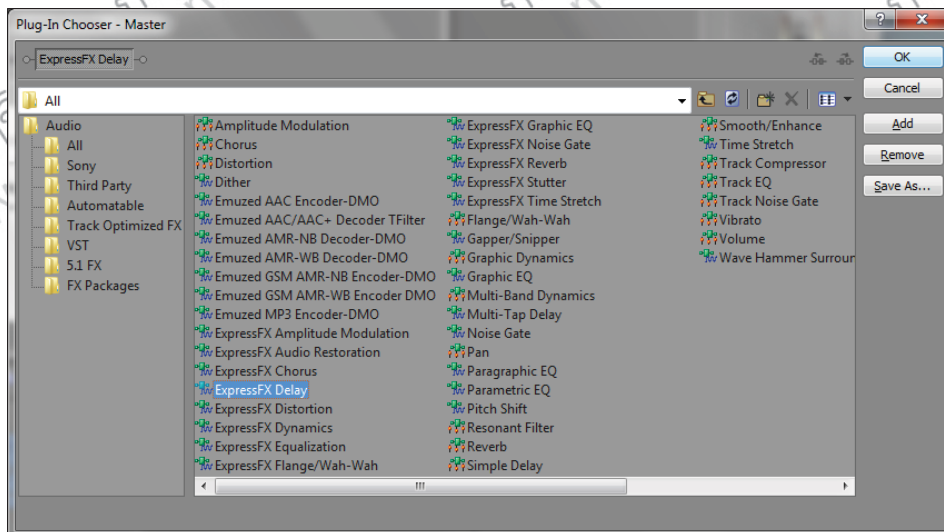 Plug-In Chooser - Master
ExpressFX Delay
OK
All
Cancel
Audio
All
Sony
Third Party
Automatable
Track Optimized FX
VST
5.1 FX
FX Packages
Amplitude Modulation
Chorus
Distortion
Dither
Emuzed AAC Encoder-DMO
Emuzed AAC/AAC+ Decoder TFilter
Emuzed AMR-NB Decoder-DMO
Emuzed AMR-WB Decoder-DMO
Emuzed GSM AMR-NB Encoder-DMO
Emuzed GSM AMR-WB Encoder DMO
Emuzed MP3 Encoder-DMO
ExpressFX Amplitude Modulation
ExpressFX Audio Restoration
ExpressFX Chorus
ExpressFX Delay
ExpressFX Distortion
ExpressFX Dynamics
ExpressFX Equalization
ExpressFX Flange/Wah-Wah
ExpressFX Graphic EQ
ExpressFX Noise Gate
ExpressFX Reverb
ExpressFX Stutter
ExpressFX Time Stretch
Flange/Wah-Wah
Gapper/Snipper
Graphic Dynamics
Graphic EQ
Multi-Band Dynamics
Multi-Tap Delay
Noise Gate
Pan
Paragraphic EQ
Parametric EQ
Pitch Shift
Resonant Filter
Reverb
Simple Delay
Smooth/Enhance
Time Stretch
Track Compressor
Track EQ
Track Noise Gate
Vibrato
Volume
Wave Hammer Surroun
Add
Remove
Save As...